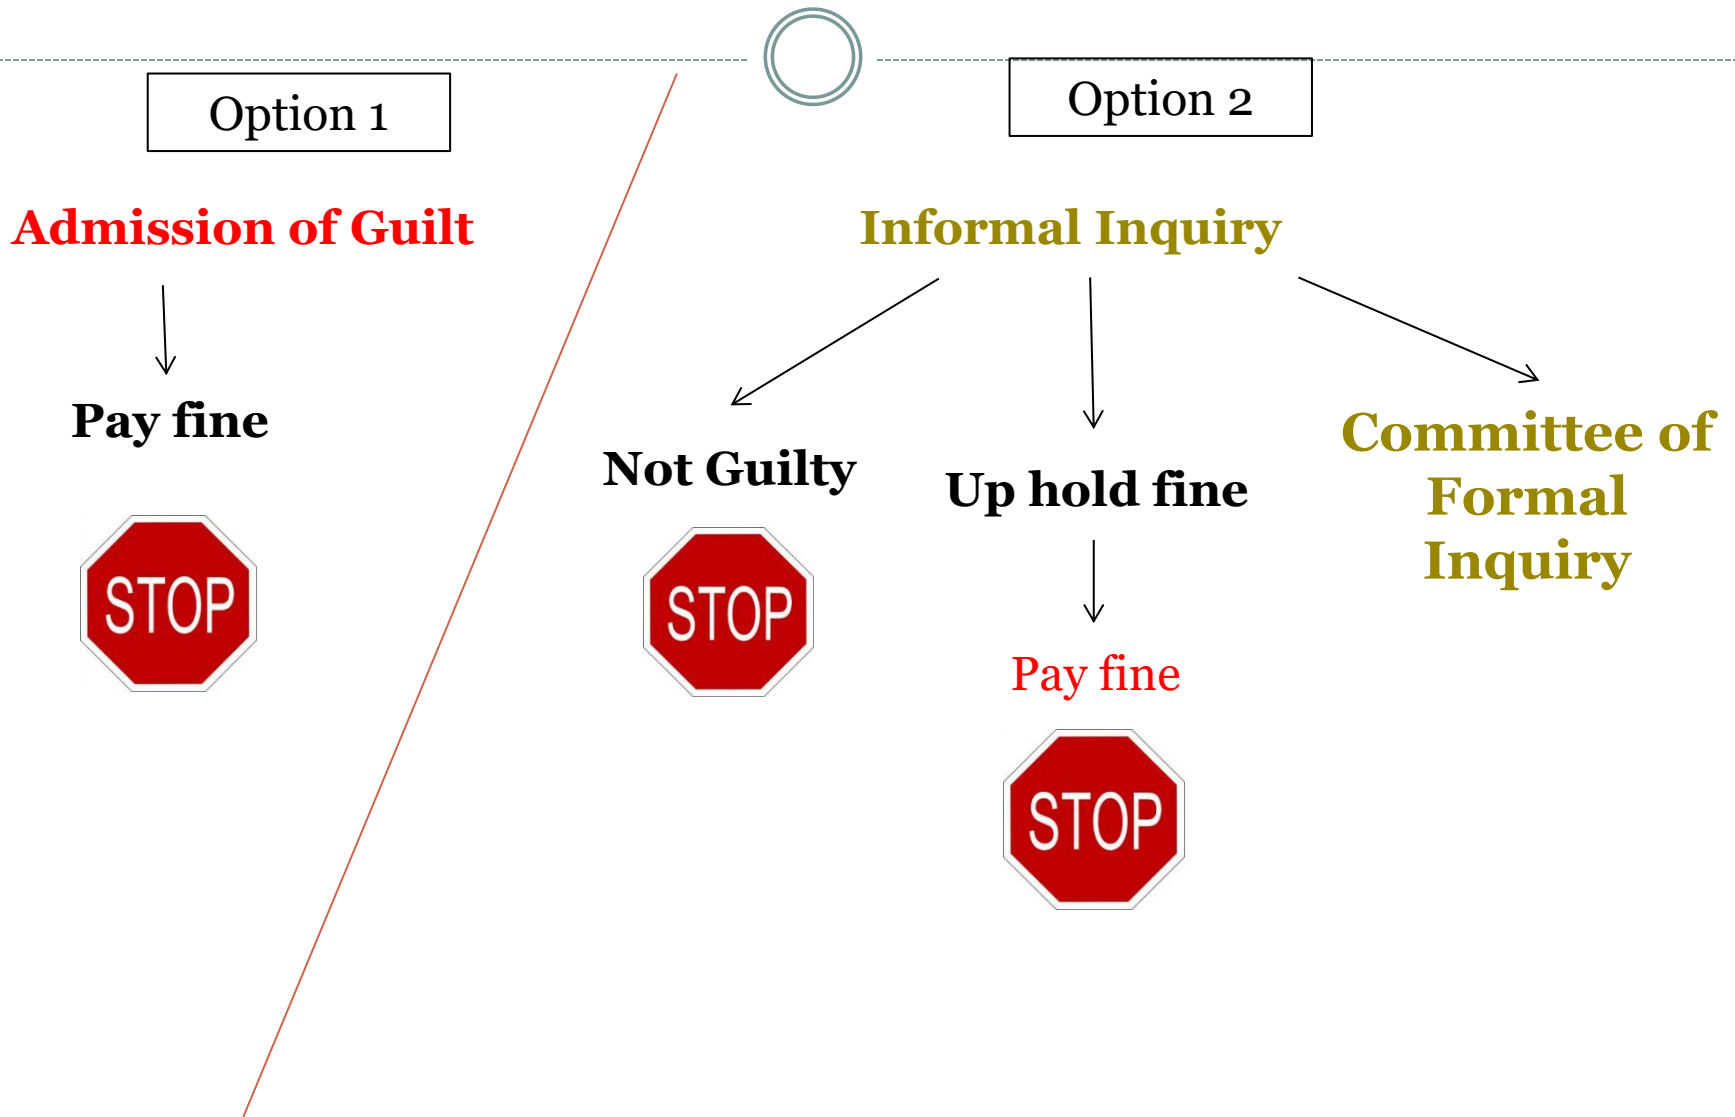 Option 1
Admission of Guilt
Pay fine
STOP
Option 2
Informal Inquiry
Not Guilty
STOP
Up hold fine
Pay fine
STOP
Committee of
Formal
Inquiry